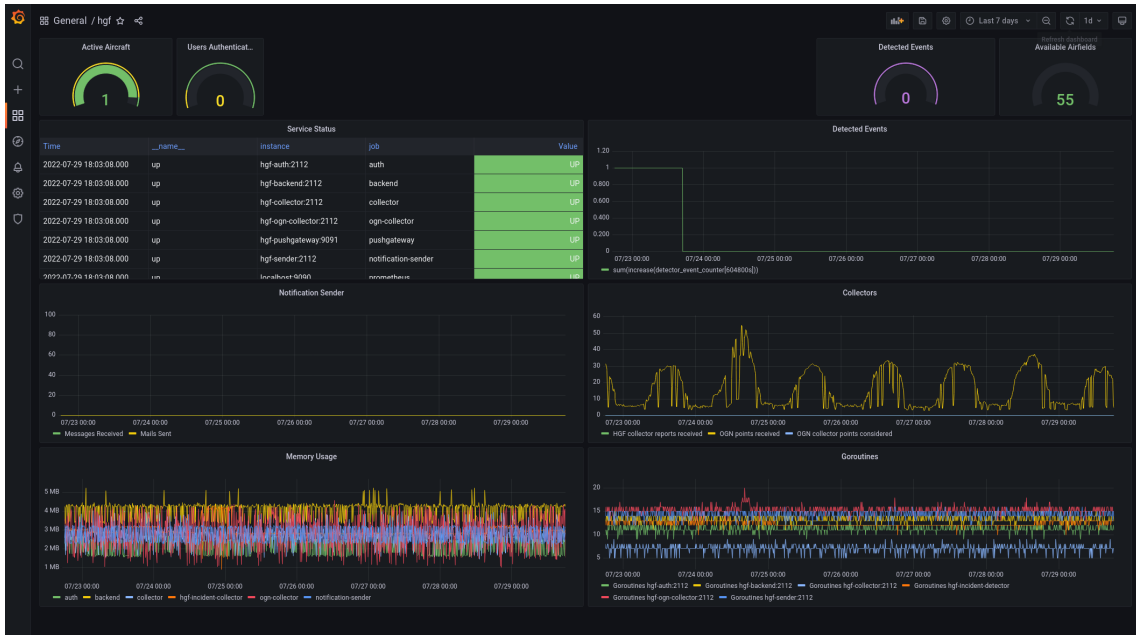 General / hgf
Last 7 days
1d
Refresh dashboard
Active Aircraft
1
Users Authenticat...
0
Detected Events
0
Available Airfields
55
Service Status
Time __name__ instance job Value
2022-07-29 18:03:08.000 up hgf-auth:2112 auth UP
2022-07-29 18:03:08.000 up hgf-backend:2112 backend UP
2022-07-29 18:03:08.000 up hgf-collector:2112 collector UP
2022-07-29 18:03:08.000 up hgf-ogn-collector:2112 ogn-collector UP
2022-07-29 18:03:08.000 up hgf-pushgateway:9091 pushgateway UP
2022-07-29 18:03:08.000 up hgf-sender:2112 notification-sender UP
2022-07-29 18:03:08.000 up localhost:9090 prometheus UP
Detected Events
1.20
1
0.800
0.600
0.400
0.200
0
07/23 00:00 07/24 00:00 07/25 00:00 07/26 00:00 07/27 00:00 07/28 00:00 07/29 00:00
sum(increase(detector_event_counter[604800s]))
Notification Sender
100
80
60
40
20
0
07/23 00:00 07/24 00:00 07/25 00:00 07/26 00:00 07/27 00:00 07/28 00:00 07/29 00:00
Messages Received Mails Sent
Collectors
60
50
40
30
20
10
0
07/23 00:00 07/24 00:00 07/25 00:00 07/26 00:00 07/27 00:00 07/28 00:00 07/29 00:00
HGF collector reports received OGN points received OGN collector points considered
Memory Usage
5 MB
4 MB
3 MB
2 MB
1 MB
07/23 00:00 07/24 00:00 07/25 00:00 07/26 00:00 07/27 00:00 07/28 00:00 07/29 00:00
auth backend collector hgf-incident-collector ogn-collector notification-sender
Goroutines
20
15
10
5
07/23 00:00 07/24 00:00 07/25 00:00 07/26 00:00 07/27 00:00 07/28 00:00 07/29 00:00
Goroutines hgf-auth:2112 Goroutines hgf-backend:2112 Goroutines hgf-collector:2112 Goroutines hgf-incident-detector
Goroutines hgf-ogn-collector:2112 Goroutines hgf-sender:2112